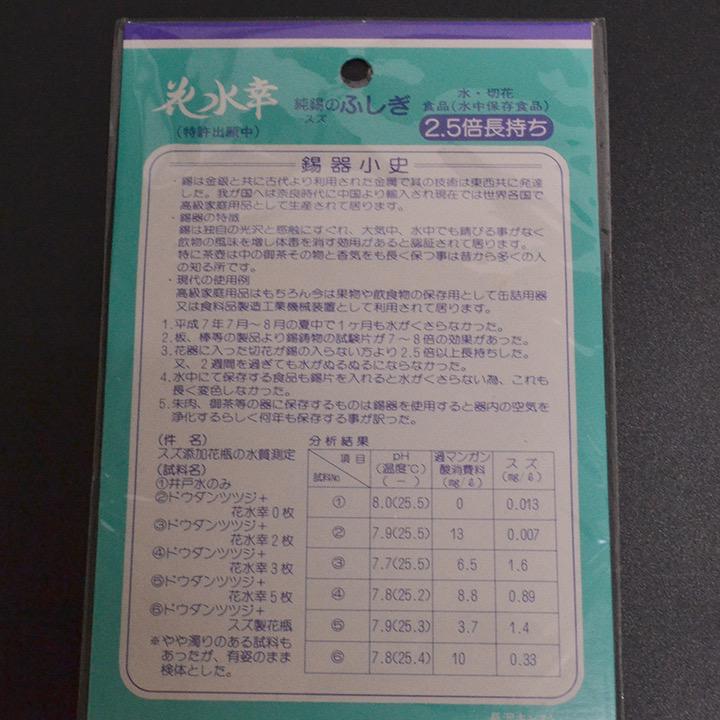 花水幸
(特許出願中)
純錫のふしぎ
スズ
水・切花
食品(水中保存食品)
2.5倍長持ち
錫器小史
・錫は金銀と共に古代より利用された金属で其の技術は東西共に発達
した。我が国へは奈良時代に中国より輸入され現在では世界各国で
高級家庭用品として生産されて居ります。
・錫器の特徴
錫は独自の光沢と感触にすぐれ、大気中、水中でも錆びる事がなく
飲物の風味を増し体毒を消す効用があると認証されて居ります。
特に茶壺は中の御茶その物と香気をも長く保つ事は昔から多くの人
の知る所です。
・現代の使用例
高級家庭用品はもちろん今は果物や飲食物の保存用として缶詰用器
又は食料品製造工業機械装置として利用されて居ります。
1.平成7年7月〜8月の夏中で1ヶ月も水がくさらなかった。
2.板、棒等の製品より錫鋳物の試験片が7〜8倍の効果があった。
3.花器に入った切花が錫の入らない方より2.5倍以上長持ちした。
又、2週間を過ぎても水がぬるぬるにならなかった。
4.水中にて保存する食品も錫片を入れると水がくさらない為、これも
長く変色しなかった。
5.朱肉、御茶等の器に保存するものは錫器を使用すると器内の空気を
浄化するらしく何年も保存する事が訳った。
(件 名)
スズ添加花瓶の水質測定
(試料名)
①井戸水のみ
②ドウダンツツジ+
花水幸0枚
③ドウダンツツジ+
花水幸2枚
④ドウダンツツジ+
花水幸3枚
⑤ドウダンツツジ+
花水幸5枚
⑥ドウダンツツジ+
スズ製花瓶
※やや濁りのある試料も
あったが、有姿のまま
検体とした。
分析結果
項目 試料No pH (温度℃) (−) 過マンガン酸消費料 (mg/ℓ) スズ (mg/ℓ)
① 8.0(25.5) 0 0.013
② 7.9(25.5) 13 0.007
③ 7.7(25.5) 6.5 1.6
④ 7.8(25.2) 8.8 0.89
⑤ 7.9(25.3) 3.7 1.4
⑥ 7.8(25.4) 10 0.33